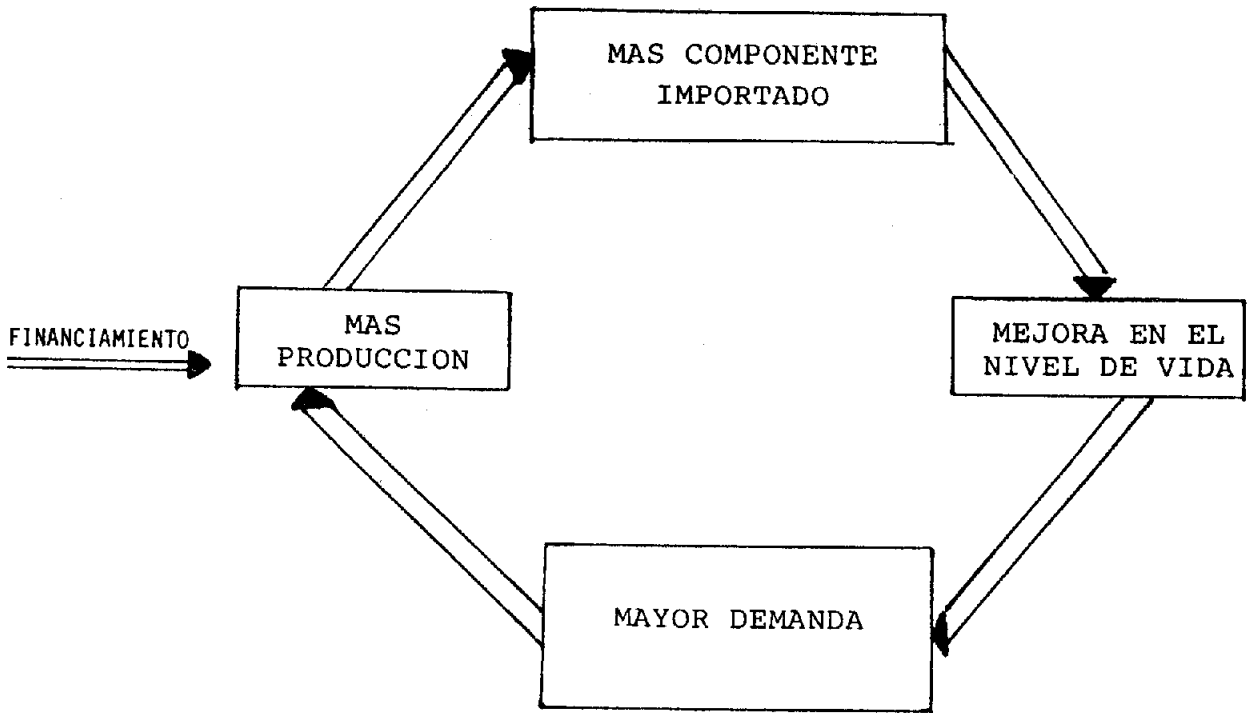 MAS COMPONENTE
IMPORTADO
FINANCIAMIENTO
MAS
PRODUCCION
MEJORA EN EL
NIVEL DE VIDA
MAYOR DEMANDA